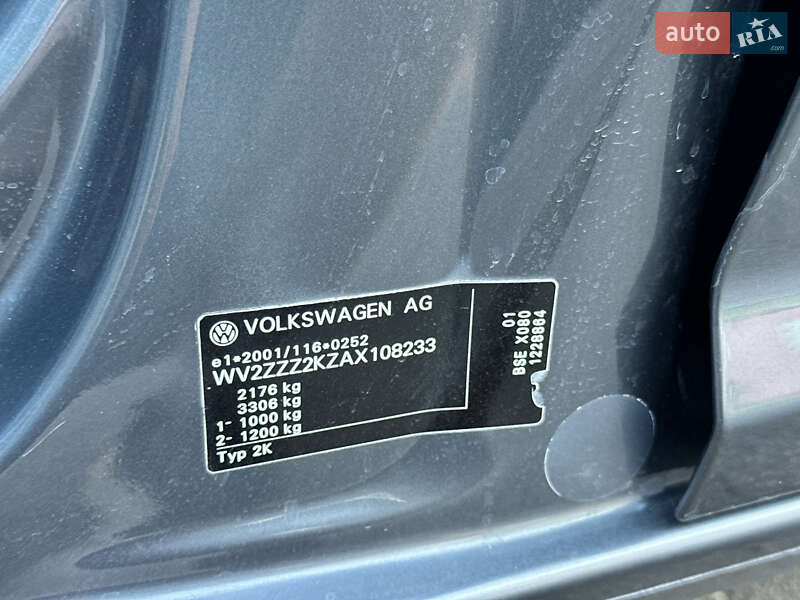 auto RIA
.com
VOLKSWAGEN AG
e1*2001/116*0252
WV2ZZZ2KZAX108233
2176 kg
3306 kg
1- 1000 kg
2- 1200 kg
Typ 2K
01
BSE X080
1228864